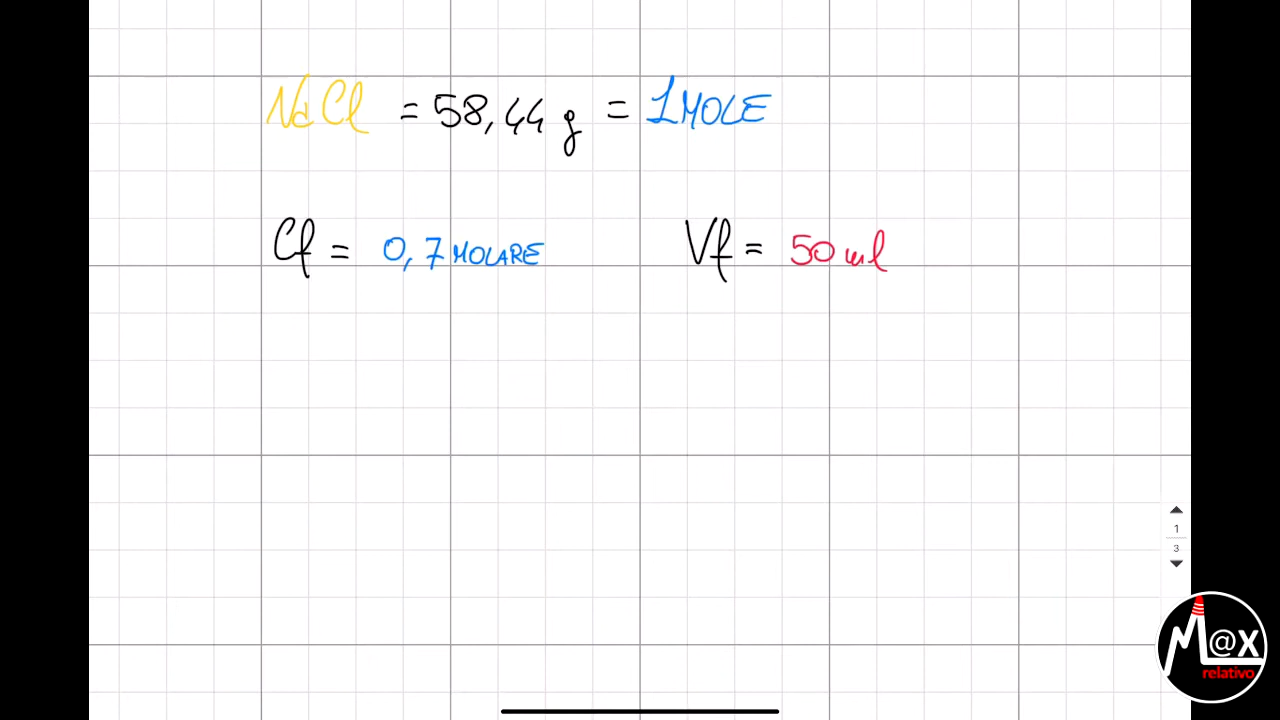 NaCl = 58,44 g = 1 MOLE
Cf = 0,7 MOLARE Vf = 50 ml
1
3
M@x
relativo